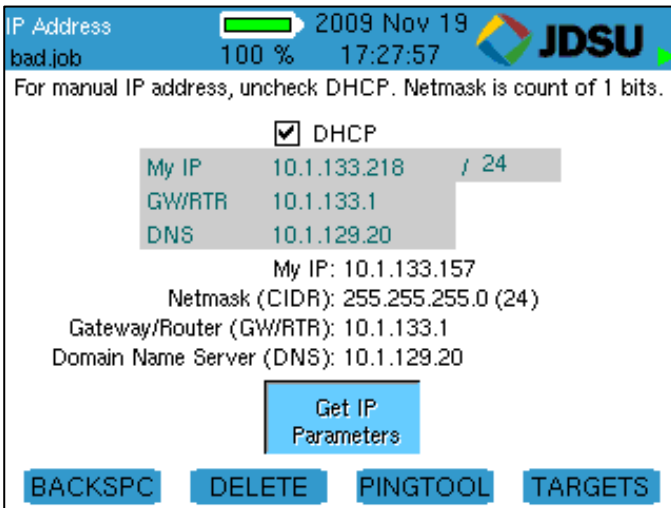 IP Address 2009 Nov 19 JDSU
bad.job 100 % 17:27:57
For manual IP address, uncheck DHCP. Netmask is count of 1 bits.
DHCP
My IP 10.1.133.218 / 24
GW/RTR 10.1.133.1
DNS 10.1.129.20
My IP: 10.1.133.157
Netmask (CIDR): 255.255.255.0 (24)
Gateway/Router (GW/RTR): 10.1.133.1
Domain Name Server (DNS): 10.1.129.20
Get IP
Parameters
BACKSPC DELETE PINGTOOL TARGETS